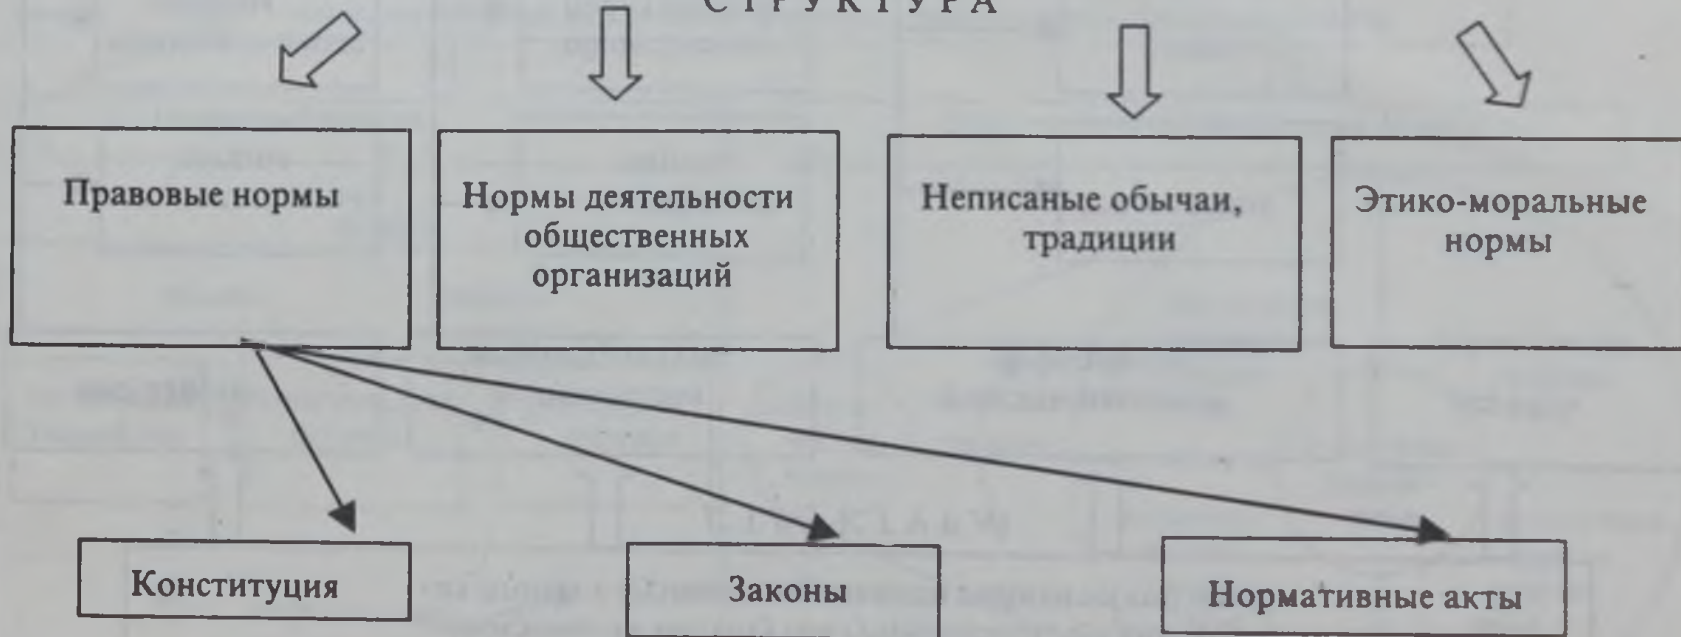 СТРУКТУРА
Правовые нормы
Нормы деятельности
общественных
организаций
Неписаные обычаи,
традиции
Этико-моральные
нормы
Конституция
Законы
Нормативные акты